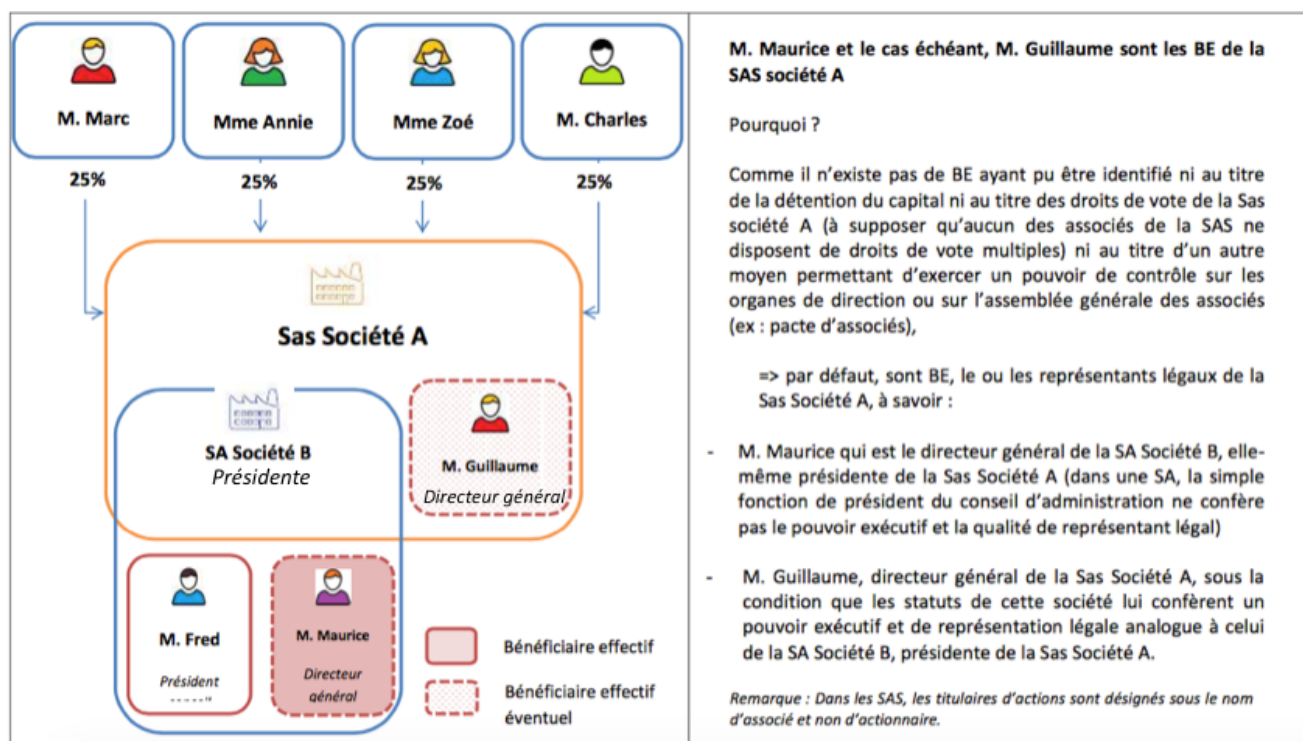 M. Marc
Mme Annie
Mme Zoé
M. Charles
25%
25%
25%
25%
Sas Société A
SA Société B
Présidente
M. Guillaume
Directeur général
M. Fred
Président
M. Maurice
Directeur
général
Bénéficiaire effectif
Bénéficiaire effectif
éventuel
M. Maurice et le cas échéant, M. Guillaume sont les BE de la
SAS société A
Pourquoi ?
Comme il n’existe pas de BE ayant pu être identifié ni au titre
de la détention du capital ni au titre des droits de vote de la Sas
société A (à supposer qu’aucun des associés de la SAS ne
disposent de droits de vote multiples) ni au titre d’un autre
moyen permettant d’exercer un pouvoir de contrôle sur les
organes de direction ou sur l’assemblée générale des associés
(ex : pacte d’associés),
=> par défaut, sont BE, le ou les représentants légaux de la
Sas Société A, à savoir :
- M. Maurice qui est le directeur général de la SA Société B, elle-
même présidente de la Sas Société A (dans une SA, la simple
fonction de président du conseil d’administration ne confère
pas le pouvoir exécutif et la qualité de représentant légal)
- M. Guillaume, directeur général de la Sas Société A, sous la
condition que les statuts de cette société lui confèrent un
pouvoir exécutif et de représentation légale analogue à celui
de la SA Société B, présidente de la Sas Société A.
Remarque : Dans les SAS, les titulaires d’actions sont désignés sous le nom
d’associé et non d’actionnaire.